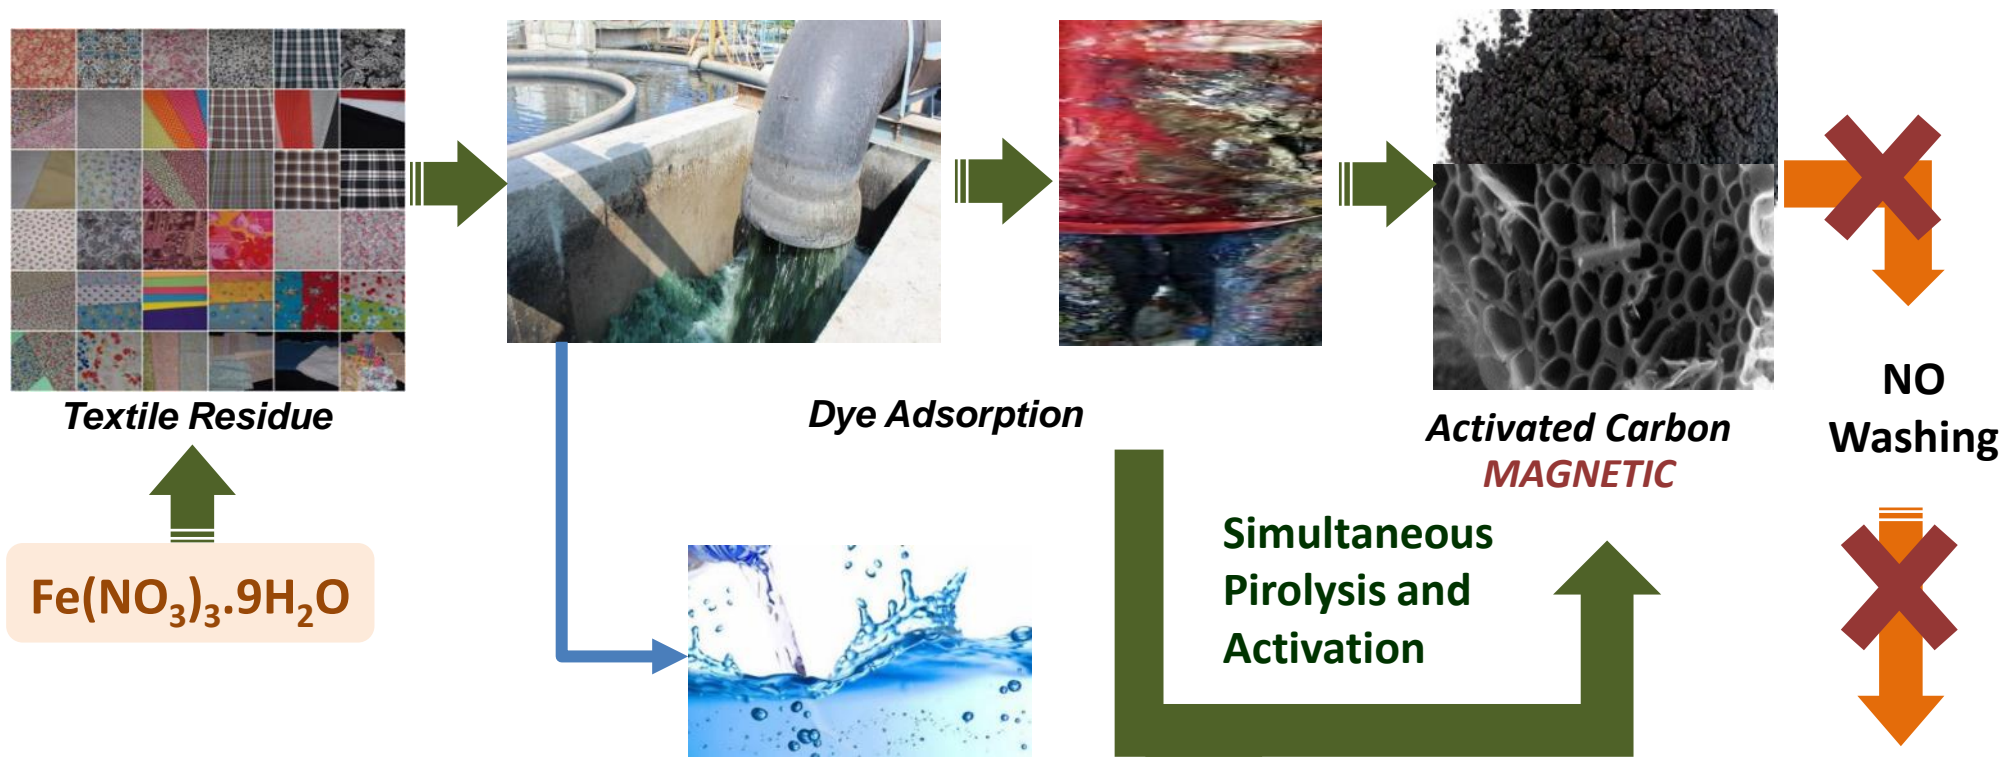 Textile Residue
Fe(NO₃)₃.9H₂O
Dye Adsorption
Simultaneous
Pirolysis and
Activation
Activated Carbon
MAGNETIC
NO
Washing